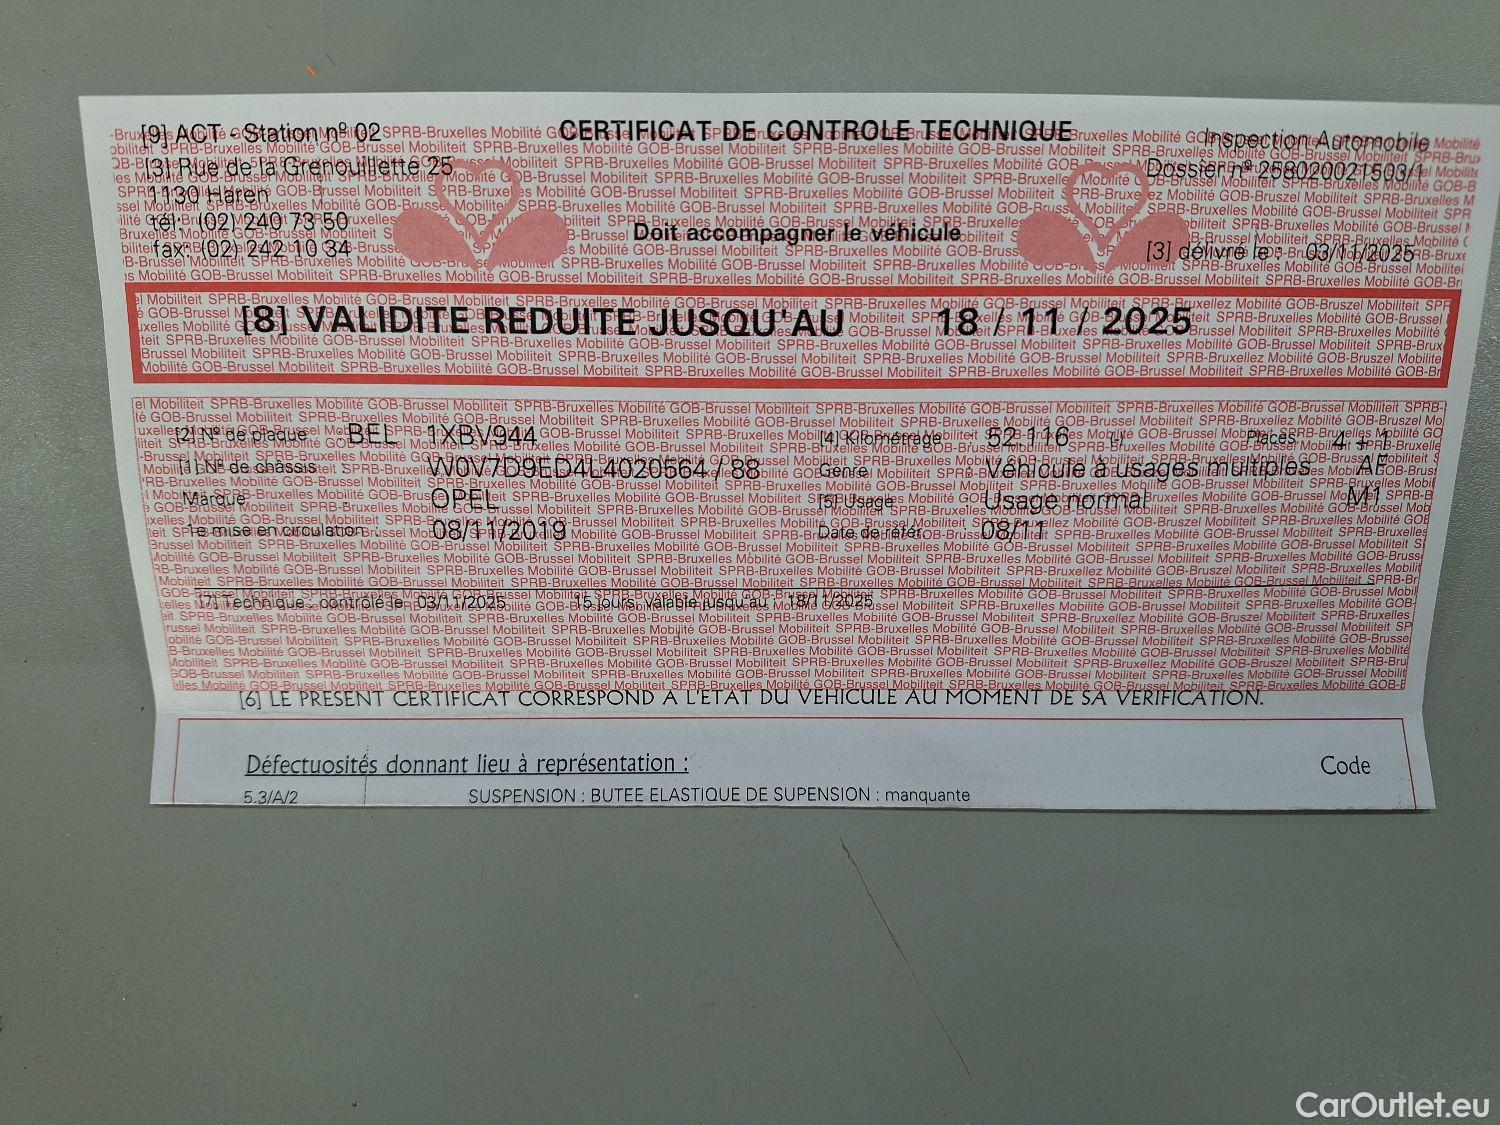 [9] ACT - Station nº 02
CERTIFICAT DE CONTROLE TECHNIQUE
Inspection Automobile
[3] Rue de la Grenouillette 25
Dossier nº 258020021503/1
1130 Haren
tél: (02) 240 73 50
Doit accompagner le véhicule
fax: (02) 242 10 34
[3] délivré le : 03/11/2025
[8] VALIDITE REDUITE JUSQU'AU 18 / 11 / 2025
[2] Nº de plaque BEL 1XBV944
[4] Kilométrage : 52 116 (-) Places: 4 + 1
[1] Nº de châssis : W0V7D9ED4L4020564 / 88
Genre Véhicule à usages multiples AF
Marque OPEL
[5] Usage Usage normal M1
1e mise en circulation 08/11/2019
Date de référ. 08/11
[7] Technique : contrôlé le 03/11/2025 15 jours, valable jusqu'au 18/11/2025
[6] LE PRESENT CERTIFICAT CORRESPOND A L'ETAT DU VEHICULE AU MOMENT DE SA VERIFICATION.
Défectuosités donnant lieu à représentation : Code
5.3/A/2 SUSPENSION : BUTEE ELASTIQUE DE SUPENSION : manquante
CarOutlet.eu